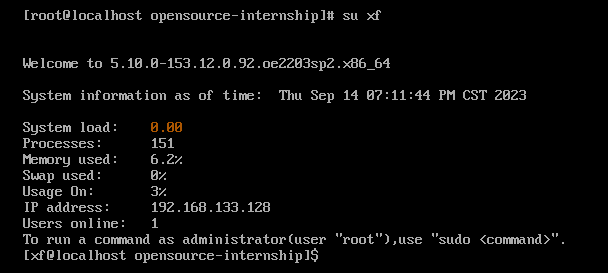 [root@localhost opensource-internship]# su xf
Welcome to 5.10.0-153.12.0.92.oe2203sp2.x86_64
System information as of time:  Thu Sep 14 07:11:44 PM CST 2023
System load:    0.00
Processes:      151
Memory used:    6.2%
Swap used:      0%
Usage On:       3%
IP address:     192.168.133.128
Users online:   1
To run a command as administrator(user "root"),use "sudo <command>".
[xf@localhost opensource-internship]$